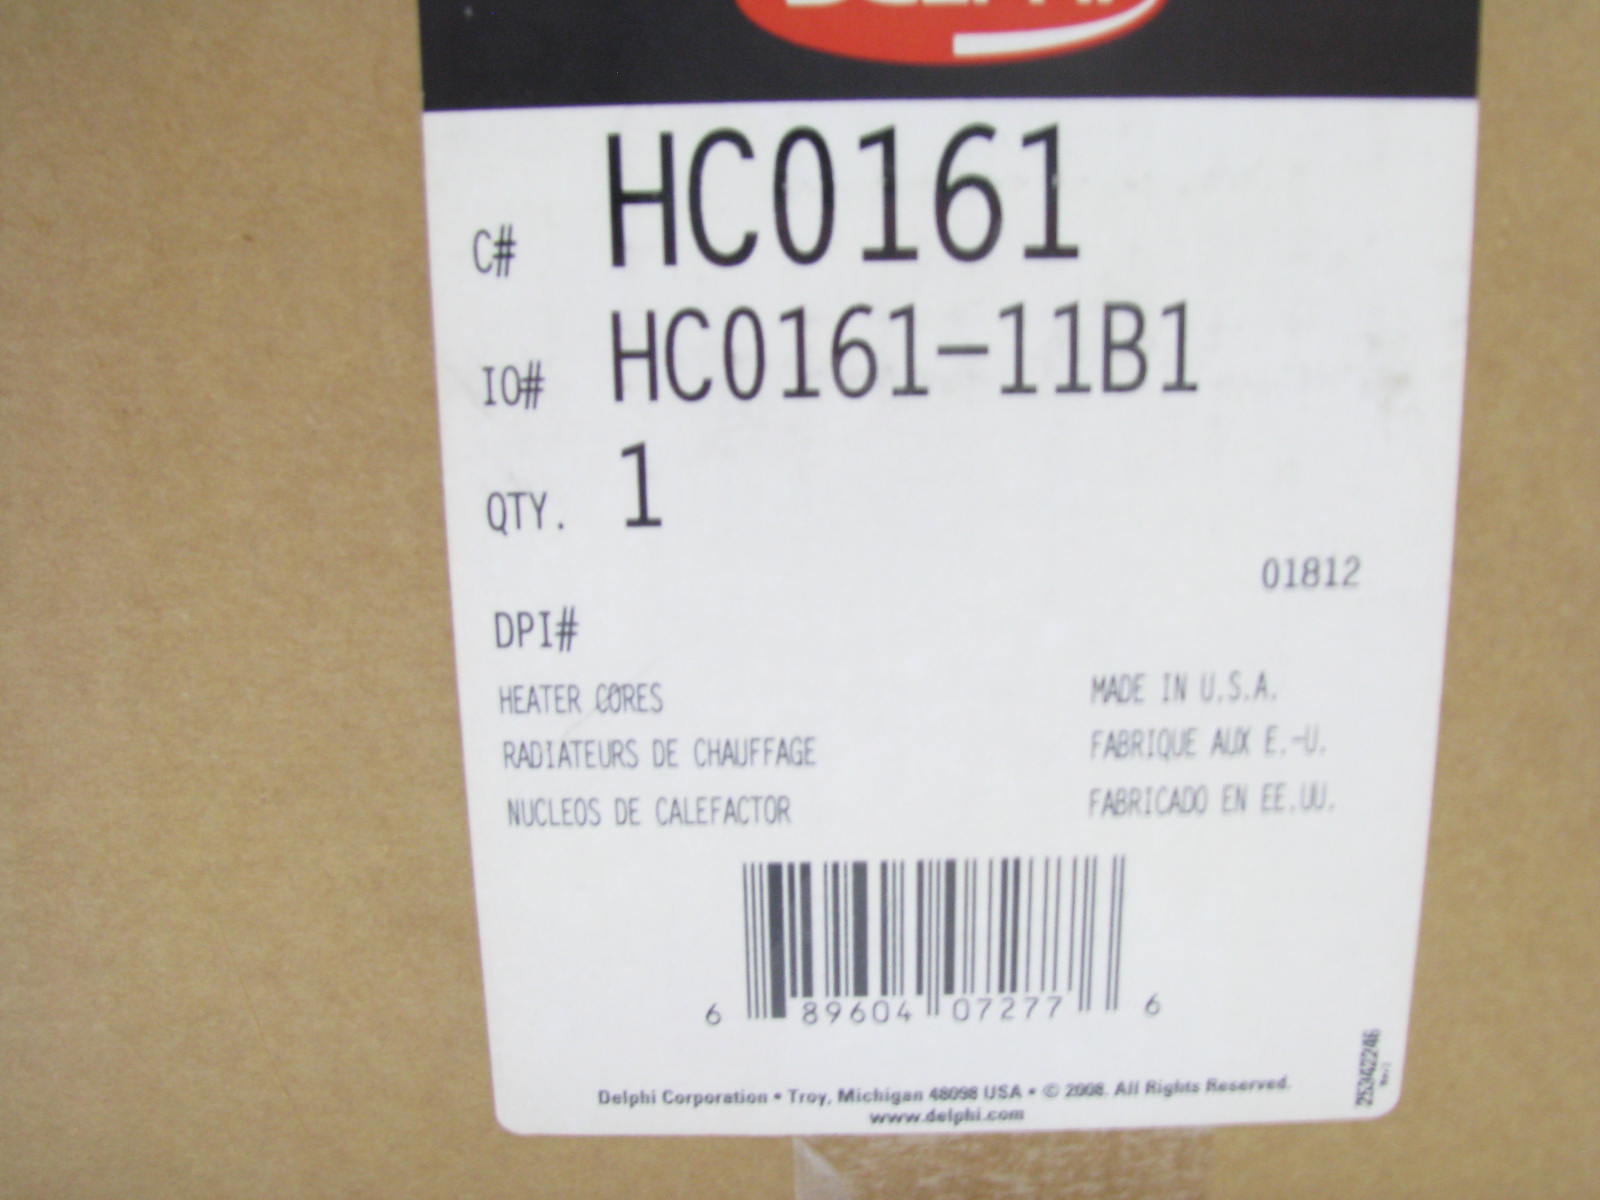 DELPHI
C# HC0161
IO# HC0161-11B1
QTY. 1
01812
DPI#
HEATER CORES
MADE IN U.S.A.
RADIATEURS DE CHAUFFAGE
FABRIQUE AUX E.-U.
NUCLEOS DE CALEFACTOR
FABRICADO EN EE.UU.
6 89604 07277 6
Delphi Corporation • Troy, Michigan 48098 USA • © 2008. All Rights Reserved.
www.delphi.com
25342246